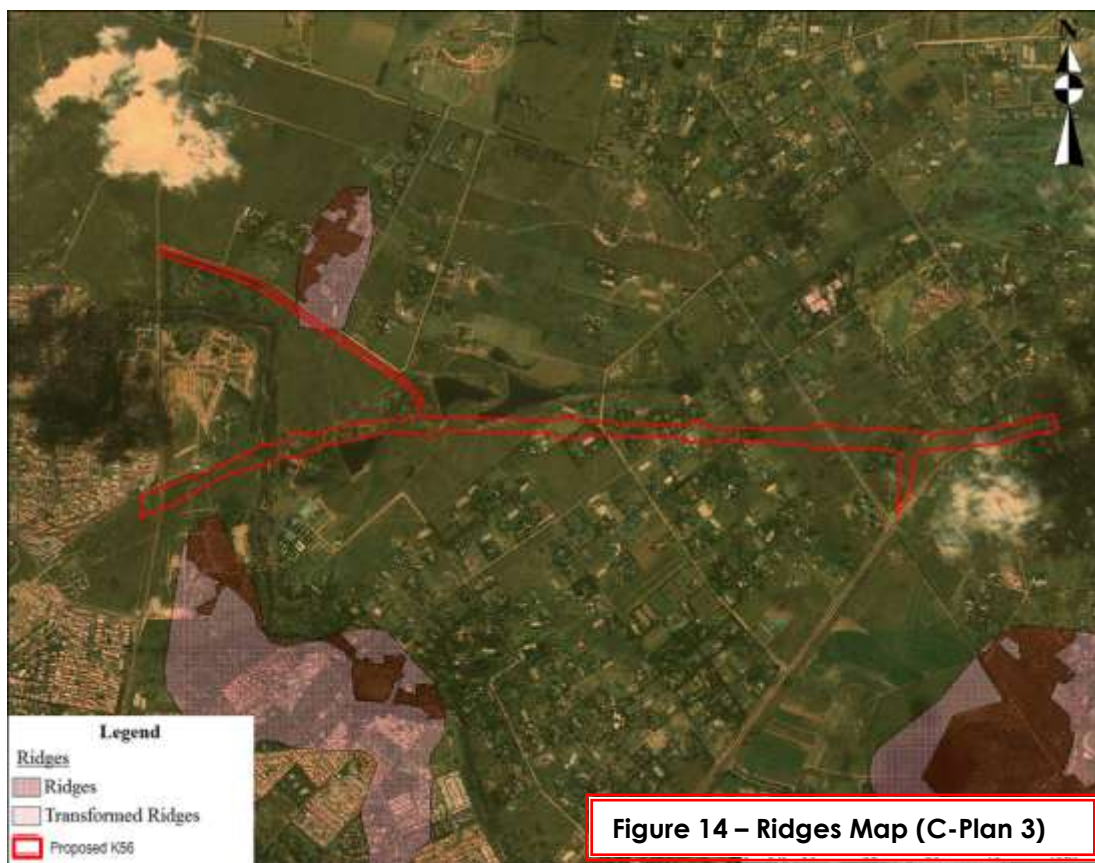 N
Legend
Ridges
Ridges
Transformed Ridges
Proposed K56
Figure 14 – Ridges Map (C-Plan 3)